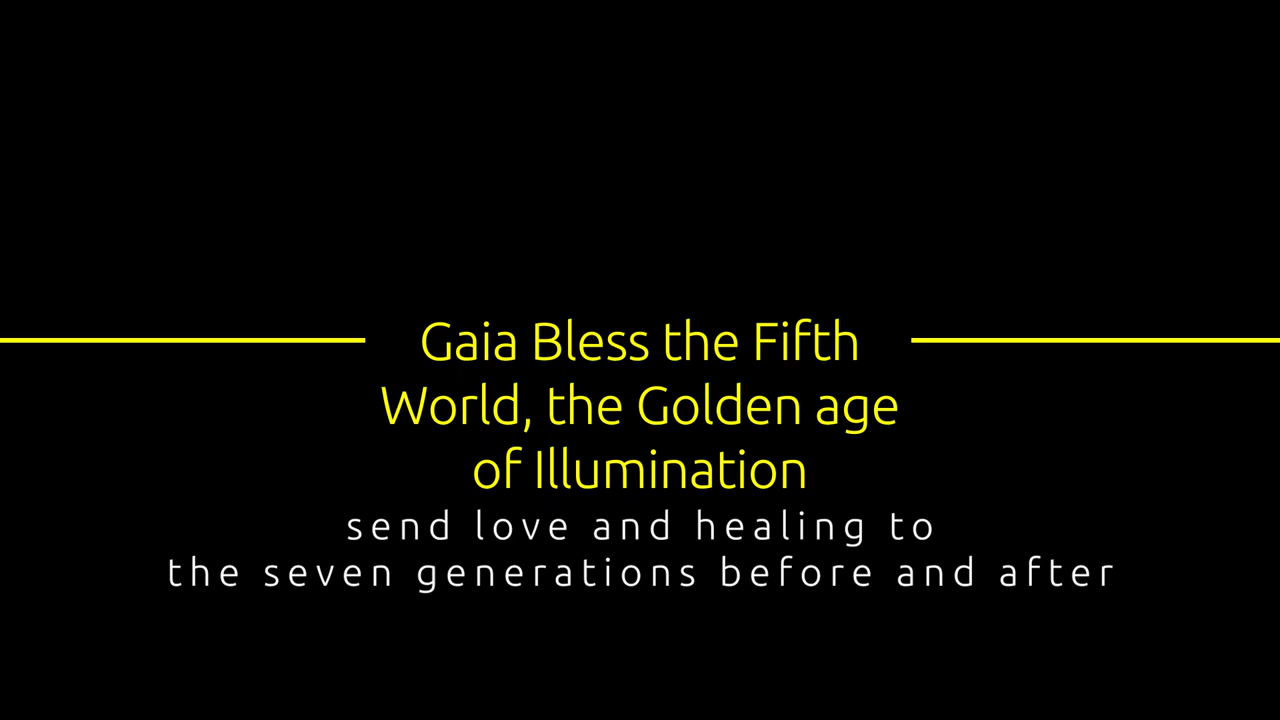 Gaia Bless the Fifth
World, the Golden age
of Illumination
send love and healing to
the seven generations before and after